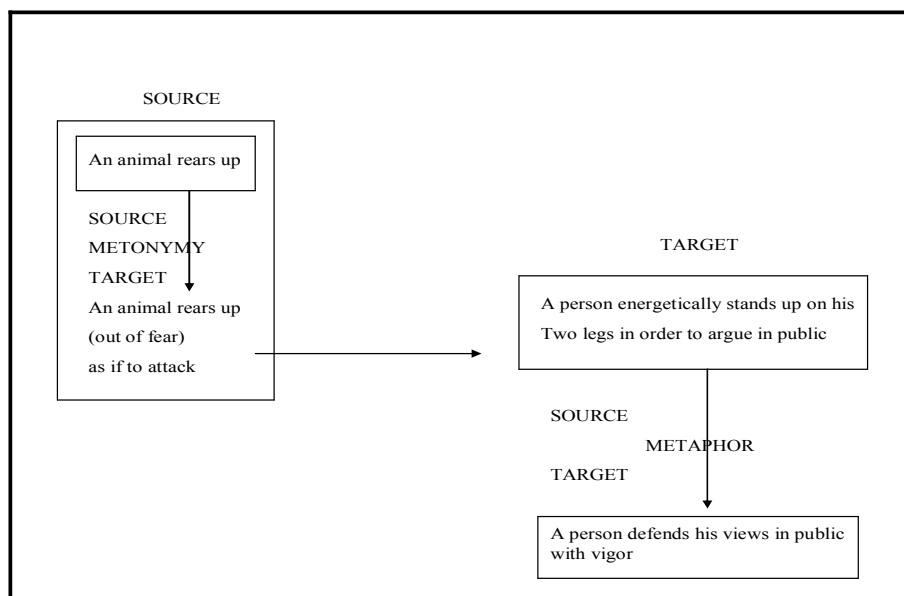 SOURCE
An animal rears up
SOURCE
METONYMY
TARGET
An animal rears up
(out of fear)
as if to attack
TARGET
A person energetically stands up on his
Two legs in order to argue in public
SOURCE
METAPHOR
TARGET
A person defends his views in public
with vigor